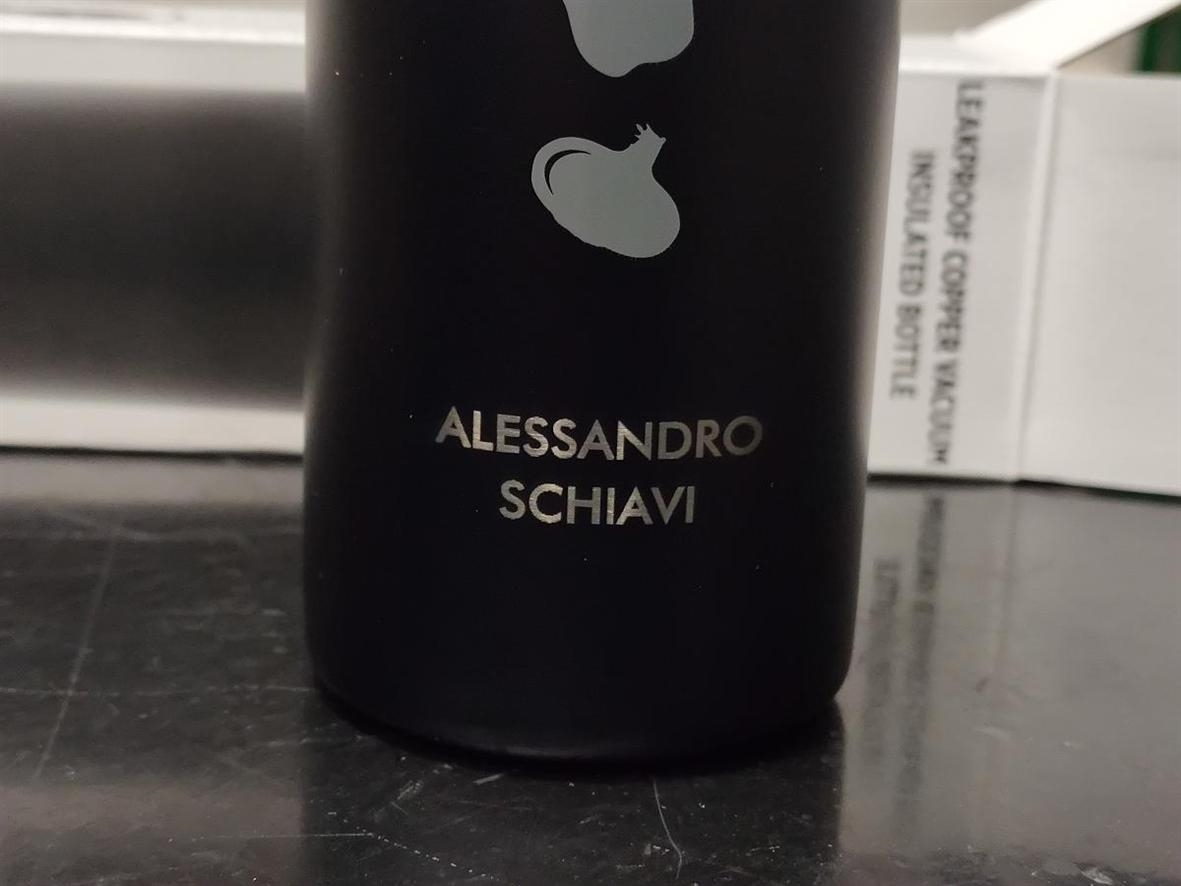 ALESSANDRO
SCHIAVI
LEAKPROOF COPPER VACUUM
INSULATED BOTTLE